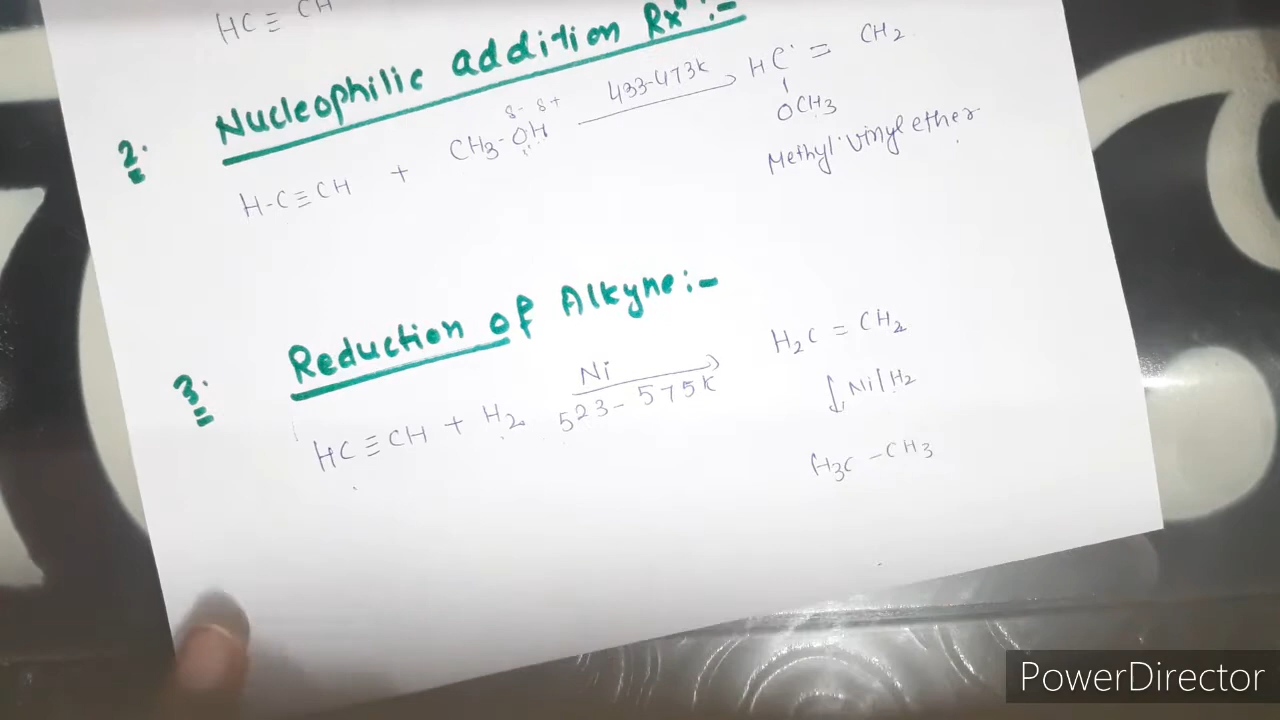 HC ≡ CH
2. Nucleophilic addition Rxⁿ:-
H-C≡CH + CH3-OH 433-473K HC = CH2
δ- δ+
OCH3
Methyl vinyl ether
3. Reduction of Alkyne:-
HC≡CH + H2 Ni 523-575K H2C = CH2
Ni/H2
H3C-CH3
PowerDirector